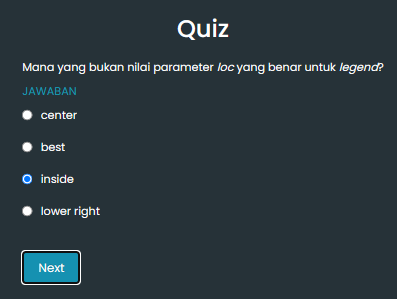 Quiz
Mana yang bukan nilai parameter loc yang benar untuk legend?
JAWABAN
center
best
inside
lower right
Next